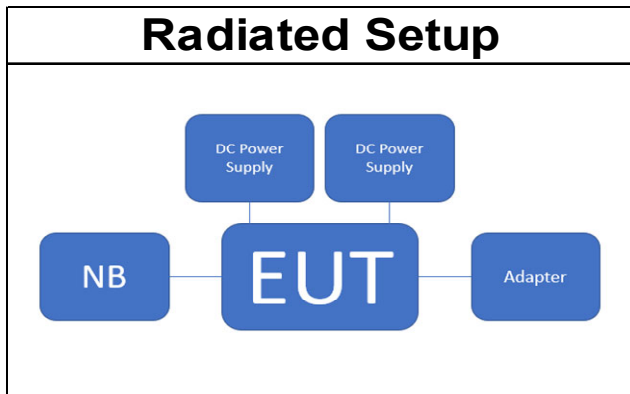 Radiated Setup
DC Power
Supply
DC Power
Supply
NB
EUT
Adapter